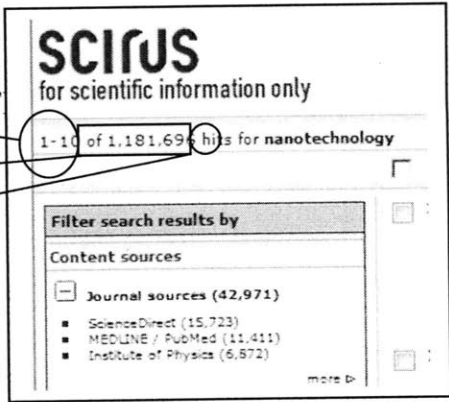 SCIRUS
for scientific information only
1-10 of 1,181,696 hits for nanotechnology
Filter search results by
Content sources
Journal sources (42,971)
ScienceDirect (15,723)
MEDLINE / PubMed (11,411)
Institute of Physics (6,572)
more